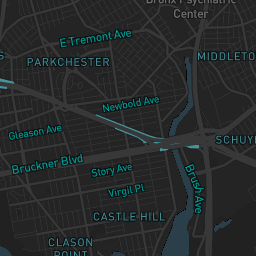 Bronx Psychiatric
Center
E Tremont Ave
PARKCHESTER
MIDDLETO
Newbold Ave
Gleason Ave
SCHUY
Bruckner Blvd
Story Ave
Brush Ave
Virgil Pl
CASTLE HILL
CLASON
POINT